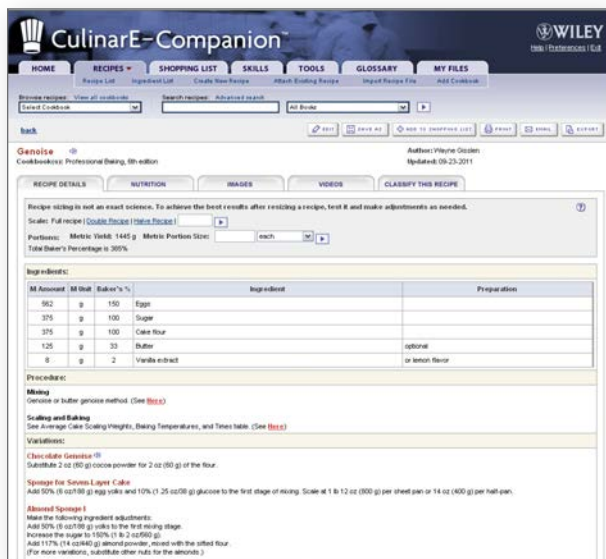 CulinarE-Companion™
WILEY
Help | Preferences | Exit
HOME RECIPES SHOPPING LIST SKILLS TOOLS GLOSSARY MY FILES
Recipe List Ingredient List Create New Recipe Attach Existing Recipe Import Recipe File Add Cookbook
Browse recipes: View all cookbooks Search recipes: Advanced search
Select Cookbook All Books
back EDIT SAVE AS ADD TO SHOPPING LIST PRINT EMAIL EXPORT
Genoise Author: Wayne Gisslen
Cookbook(s): Professional Baking, 6th edition Updated: 09-23-2011
RECIPE DETAILS NUTRITION IMAGES VIDEOS CLASSIFY THIS RECIPE
Recipe sizing is not an exact science. To achieve the best results after resizing a recipe, test it and make adjustments as needed.
Scale: Full recipe | Double Recipe | Halve Recipe |
Portions: Metric Yield: 1445 g Metric Portion Size: each
Total Baker's Percentage is 385%
Ingredients:
M Amount M Unit Baker's % Ingredient Preparation
562 g 150 Eggs
375 g 100 Sugar
375 g 100 Cake flour
125 g 33 Butter optional
8 g 2 Vanilla extract or lemon flavor
Procedure:
Mixing
Genoise or butter genoise method. (See Here)
Scaling and Baking
See Average Cake Scaling Weights, Baking Temperatures, and Times table. (See Here)
Variations:
Chocolate Genoise
Substitute 2 oz (60 g) cocoa powder for 2 oz (60 g) of the flour.
Sponge for Seven-Layer Cake
Add 50% (6 oz/188 g) egg yolks and 10% (1.25 oz/38 g) glucose to the first stage of mixing. Scale at 1 lb 12 oz (800 g) per sheet pan or 14 oz (400 g) per half-pan.
Almond Sponge I
Make the following ingredient adjustments:
Add 50% (6 oz/188 g) yolks to the first mixing stage.
Increase the sugar to 150% (1 lb 2 oz/560 g).
Add 117% (14 oz/440 g) almond powder, mixed with the sifted flour.
(For more variations, substitute other nuts for the almonds.)